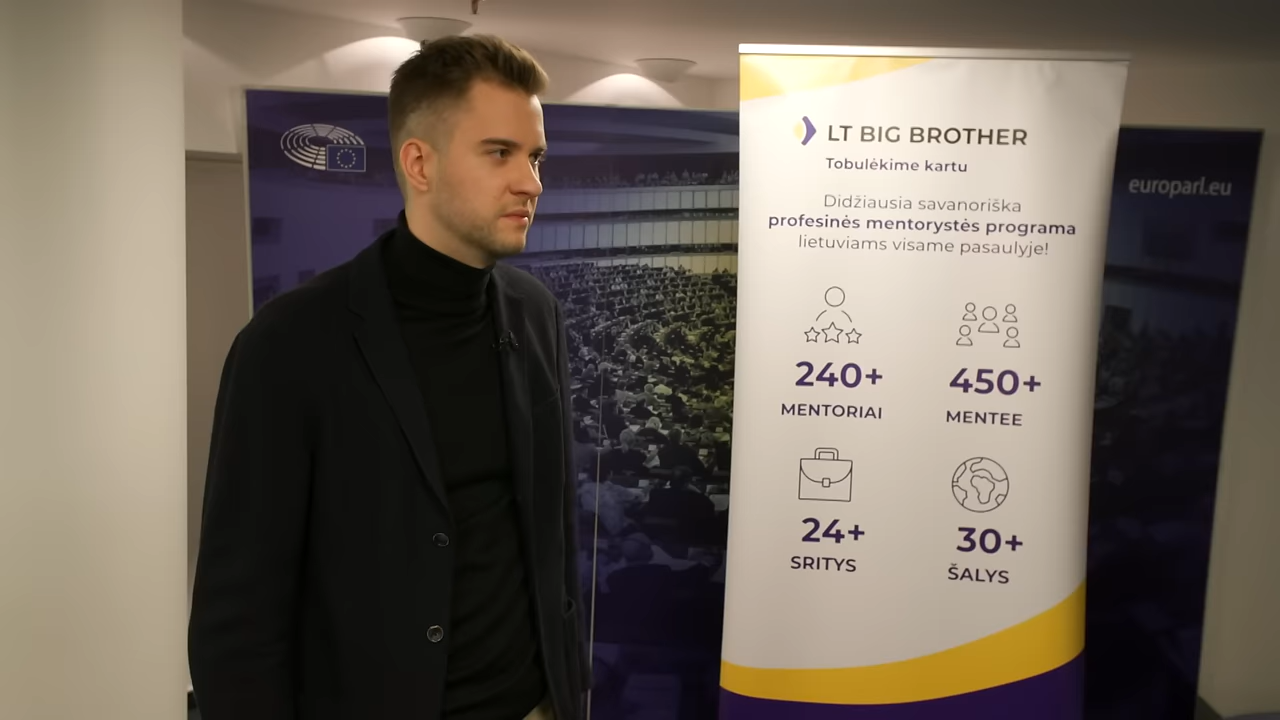 LT BIG BROTHER
Tobulėkime kartu
Didžiausia savanoriška
profesinės mentorystės programa
lietuviams visame pasaulyje!
240+
MENTORIAI
450+
MENTEE
24+
SRITYS
30+
ŠALYS
europarl.eu